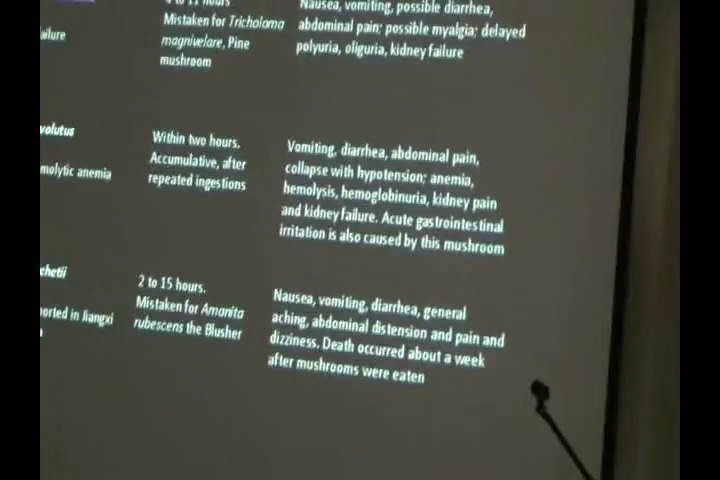 Nausea, vomiting, possible diarrhea,
Mistaken for Tricholoma
abdominal pain; possible myalgia; delayed
magnivelare, Pine
polyuria, oliguria, kidney failure
mushroom
Within two hours.
Accumulative, after
repeated ingestions
molytic anemia
Vomiting, diarrhea, abdominal pain,
collapse with hypotension; anemia,
hemolysis, hemoglobinuria, kidney pain
and kidney failure. Acute gastrointestinal
irritation is also caused by this mushroom
chetii
orted in Jiangxi
2 to 15 hours.
Mistaken for Amanita
rubescens the Blusher
Nausea, vomiting, diarrhea, general
aching, abdominal distension and pain and
dizziness. Death occurred about a week
after mushrooms were eaten